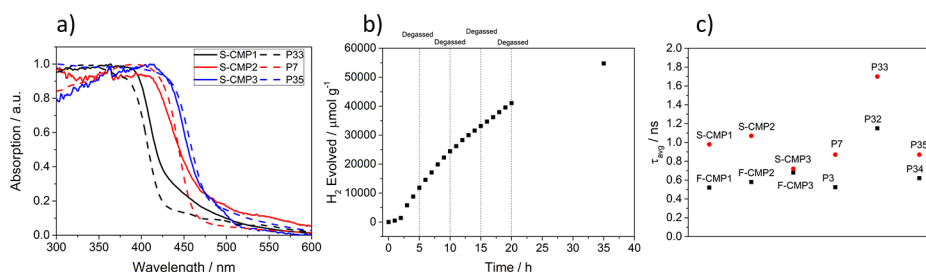 a)
S-CMP1 P33
S-CMP2 P7
S-CMP3 P35
1.0
0.8
0.6
0.4
0.2
0.0
300 350 400 450 500 550 600
Absorption / a.u.
Wavelength / nm
b)
Degassed Degassed
Degassed Degassed
60000
50000
40000
30000
20000
10000
0
0 5 10 15 20 25 30 35 40
H2 Evolved / μmol g-1
Time / h
c)
2.0
1.8
1.6
1.4
1.2
1.0
0.8
0.6
0.4
0.2
0.0
τavg / ns
P33
P32
S-CMP1 S-CMP2
S-CMP3 P7 P35
F-CMP1 F-CMP2 F-CMP3 P3 P34